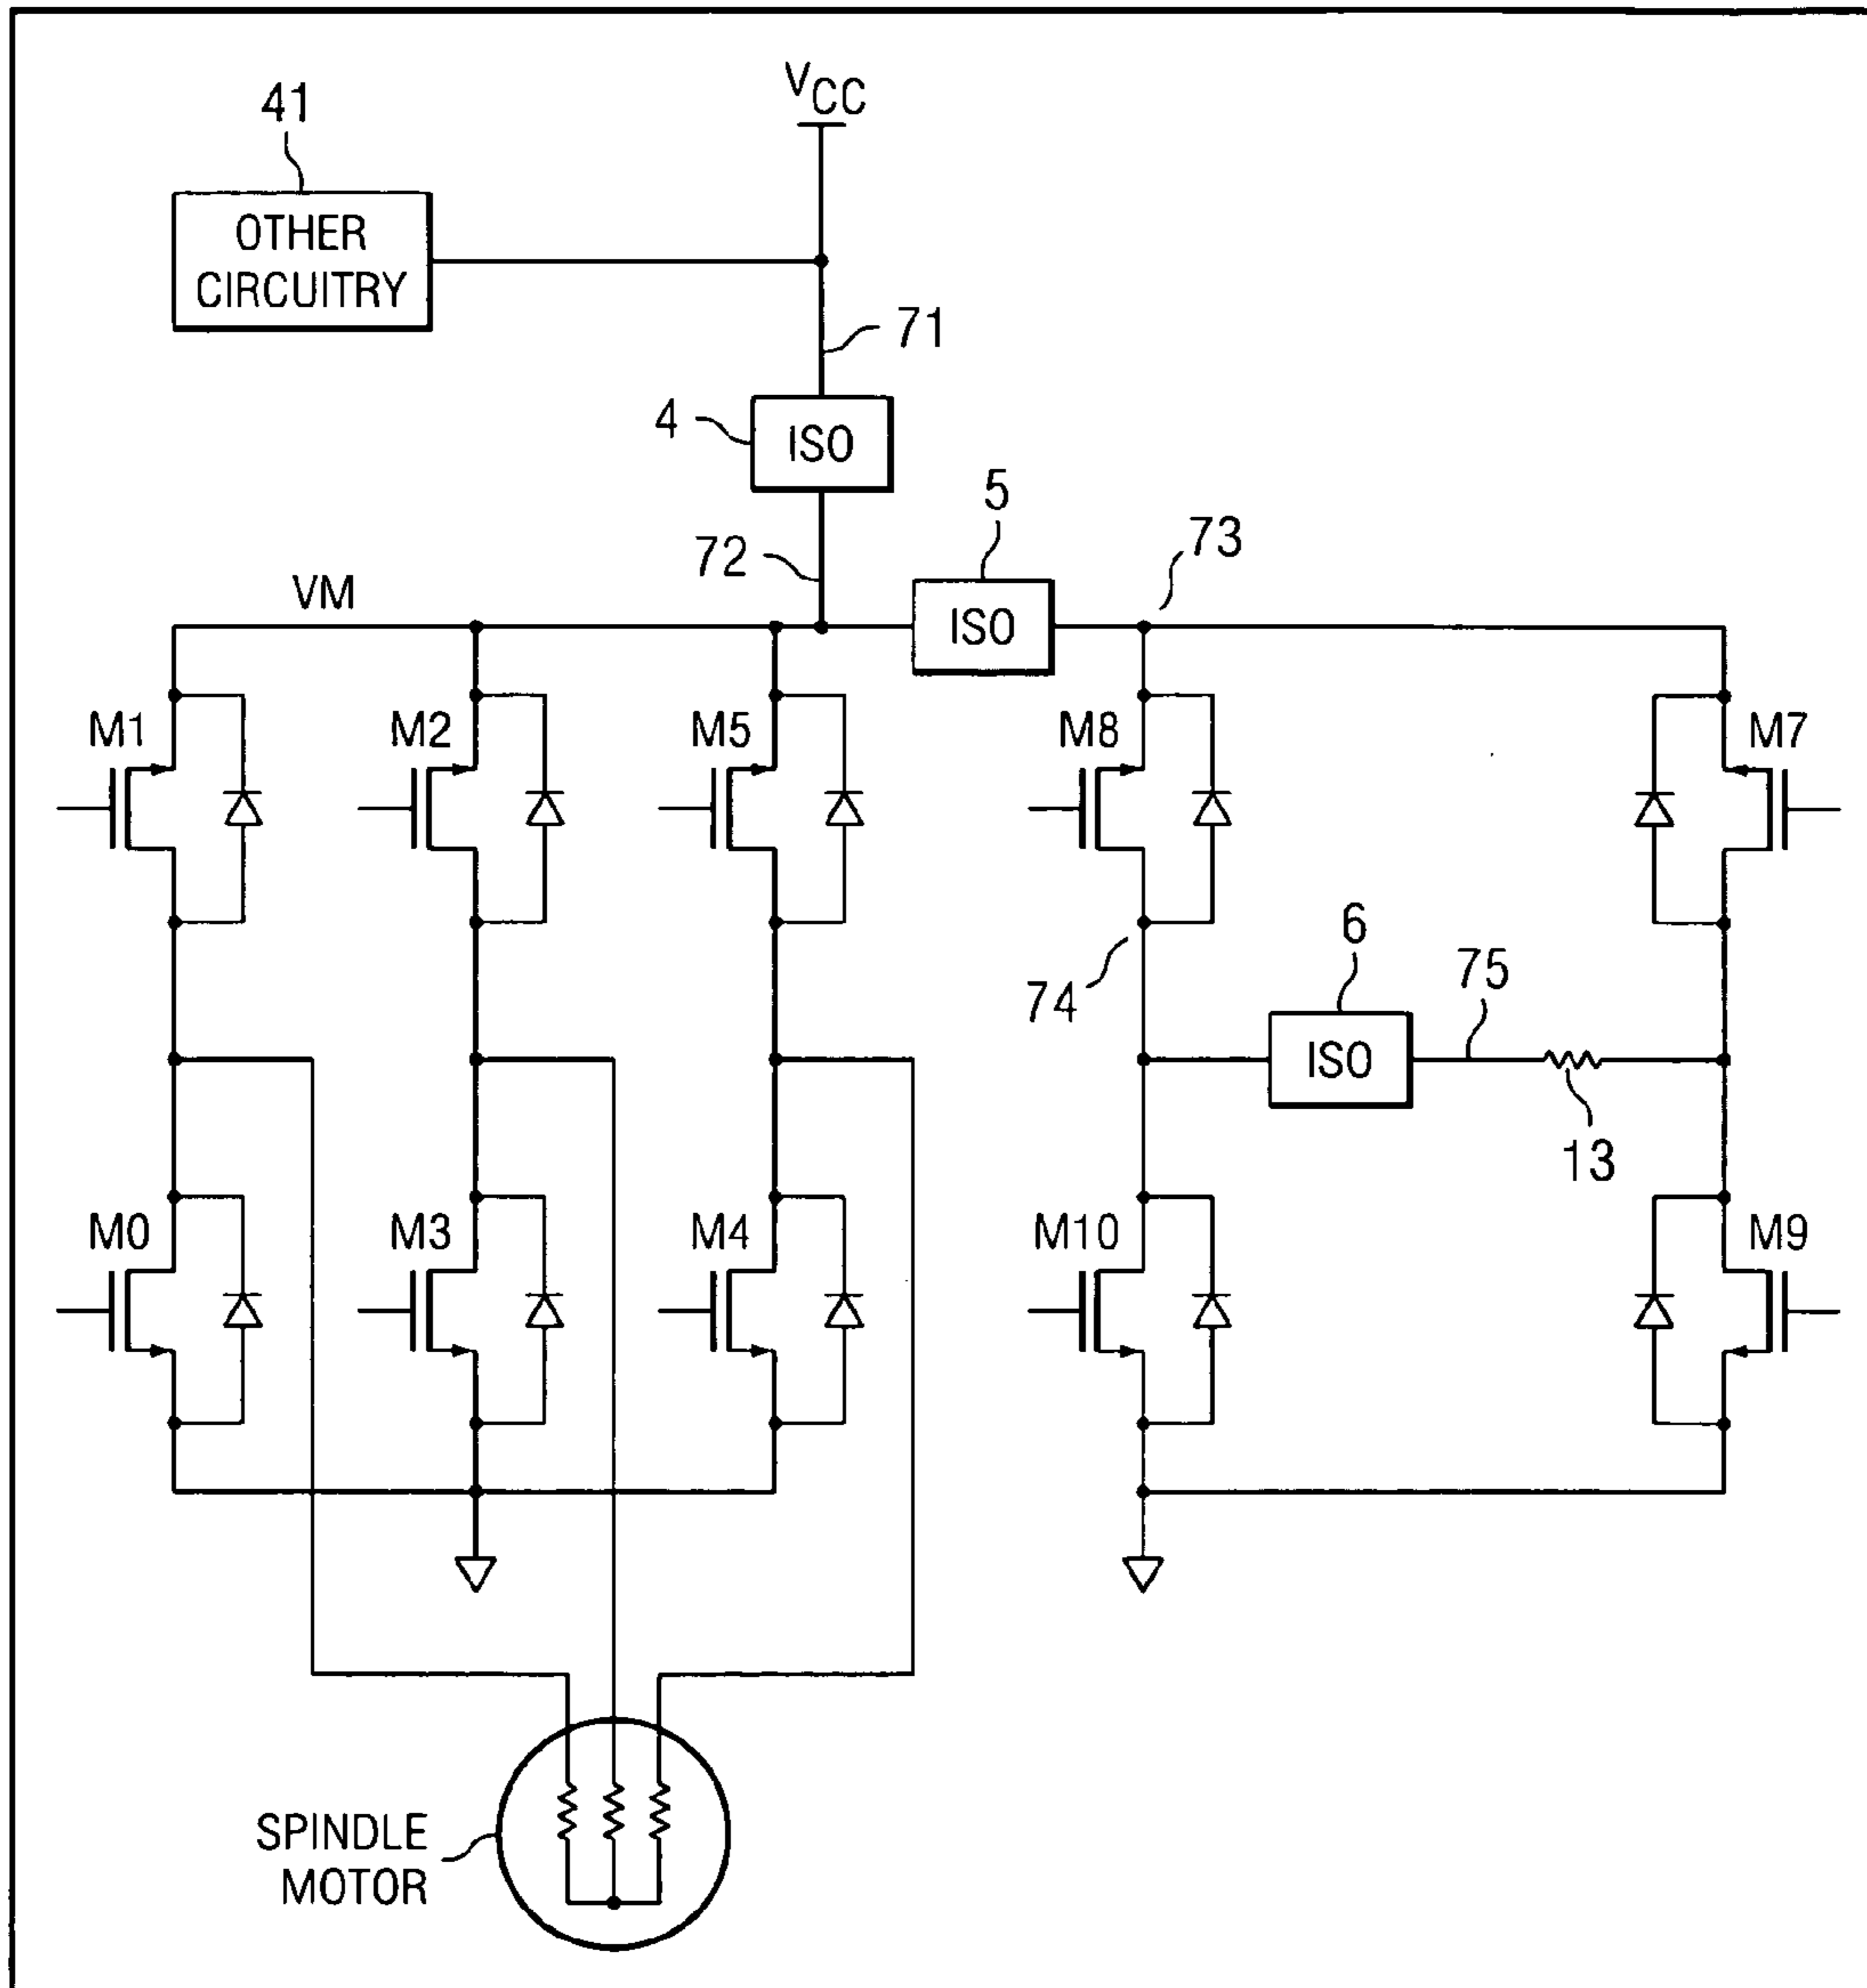 41
V_CC
OTHER
CIRCUITRY
71
4
ISO
5
72
73
VM
ISO
M1
M2
M5
M8
M7
6
75
74
ISO
13
M0
M3
M4
M10
M9
SPINDLE
MOTOR